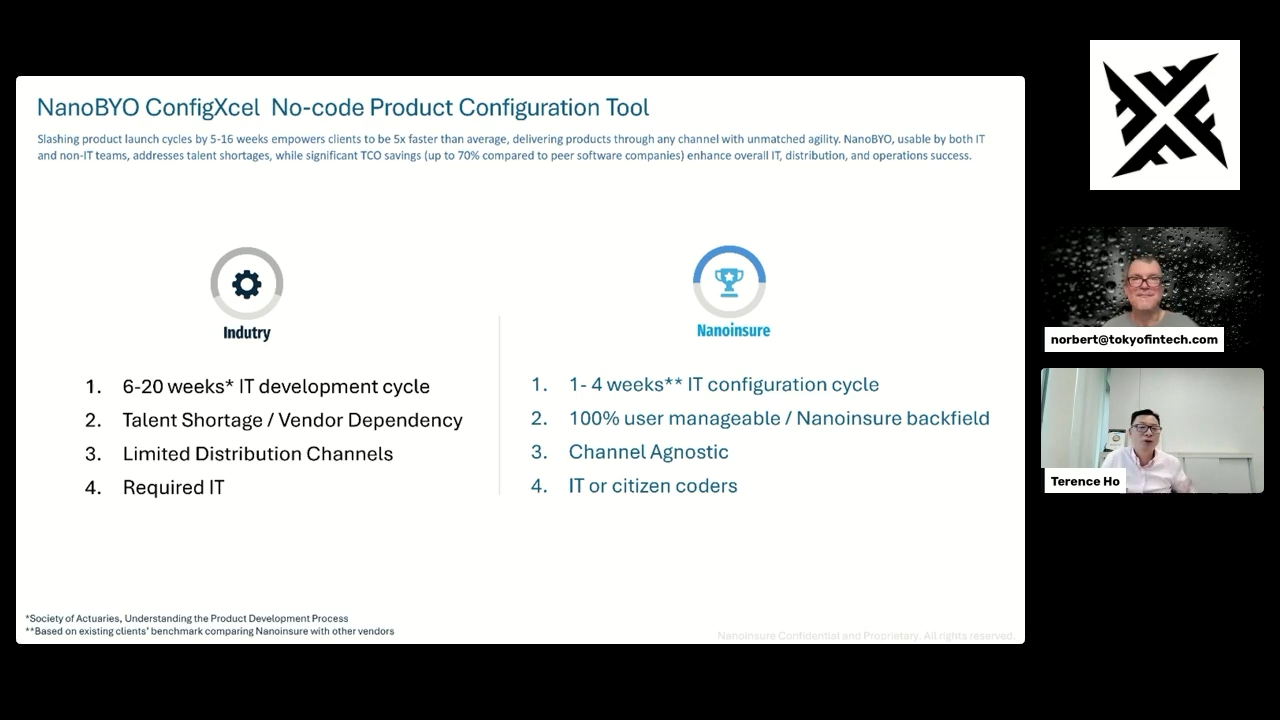 NanoBYO ConfigXcel No-code Product Configuration Tool
Slashing product launch cycles by 5-16 weeks empowers clients to be 5x faster than average, delivering products through any channel with unmatched agility. NanoBYO, usable by both IT
and non-IT teams, addresses talent shortages, while significant TCO savings (up to 70% compared to peer software companies) enhance overall IT, distribution, and operations success.
Indutry
1. 6-20 weeks* IT development cycle
2. Talent Shortage / Vendor Dependency
3. Limited Distribution Channels
4. Required IT
Nanoinsure
1. 1- 4 weeks** IT configuration cycle
2. 100% user manageable / Nanoinsure backfield
3. Channel Agnostic
4. IT or citizen coders
*Society of Actuaries, Understanding the Product Development Process
**Based on existing clients' benchmark comparing Nanoinsure with other vendors
Nanoinsure Confidential and Proprietary. All rights reserved.
norbert@tokyofintech.com
Terence Ho